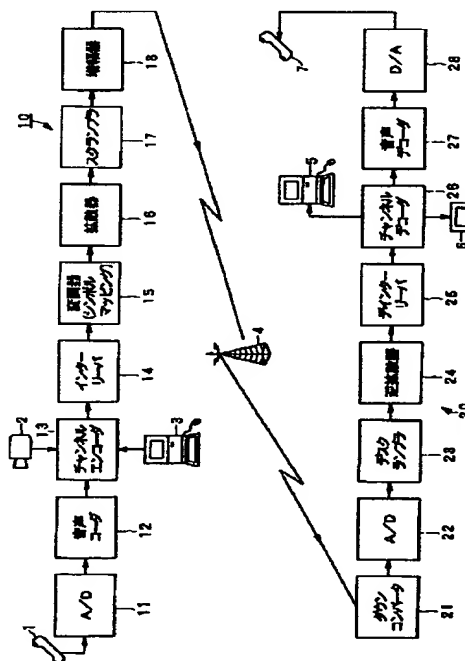 10
1
A/D
11
音声
コーダ
12
2
13
チャンネル
エンコーダ
3
インター
リーバ
14
変調器
(シンボル
マッピング)
15
拡散器
16
スクランブラ
17
増幅器
18
4
ダウン
コンバータ
21
A/D
22
デスク
ランブラ
23
20
逆拡散器
24
デインター
リーバ
25
5
チャンネル
デコーダ
26
6
音声
デコーダ
27
D/A
28
7